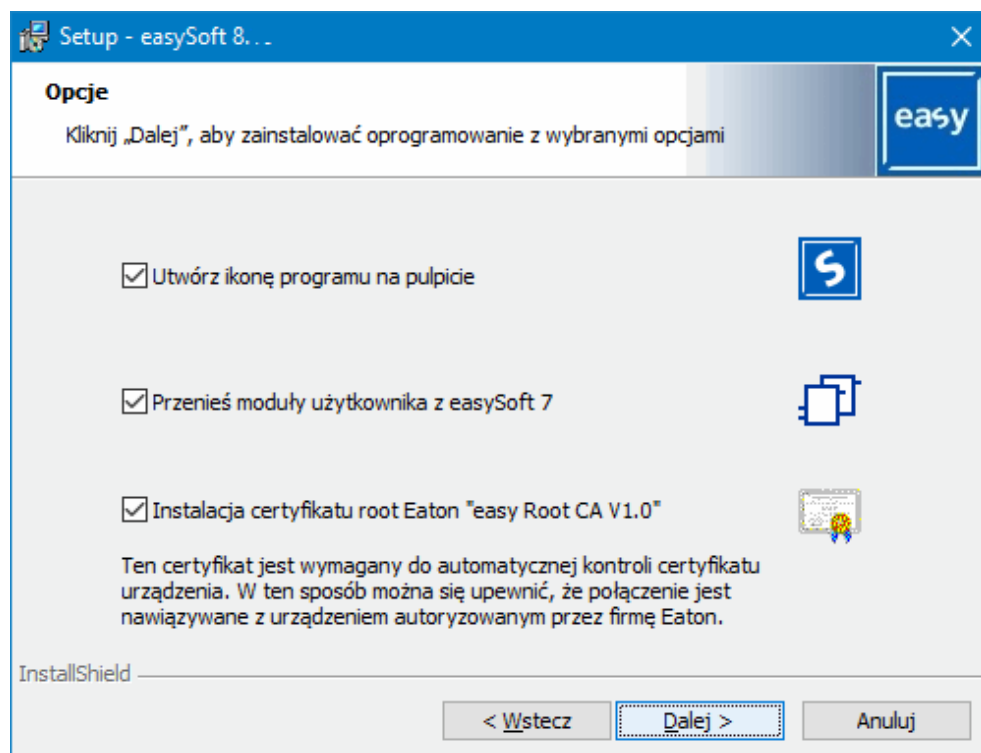 Setup - easySoft 8. . _
Opcje
Kliknij „Dalej”, aby zainstalować oprogramowanie z wybranymi opcjami
easy
Utwórz ikonę programu na pulpicie
S
Przenieś moduły użytkownika z easySoft 7
Instalacja certyfikatu root Eaton "easy Root CA V1.0"
Ten certyfikat jest wymagany do automatycznej kontroli certyfikatu
urządzenia. W ten sposób można się upewnić, że połączenie jest
nawiązywane z urządzeniem autoryzowanym przez firmę Eaton.
InstallShield
< Wstecz
Dalej >
Anuluj